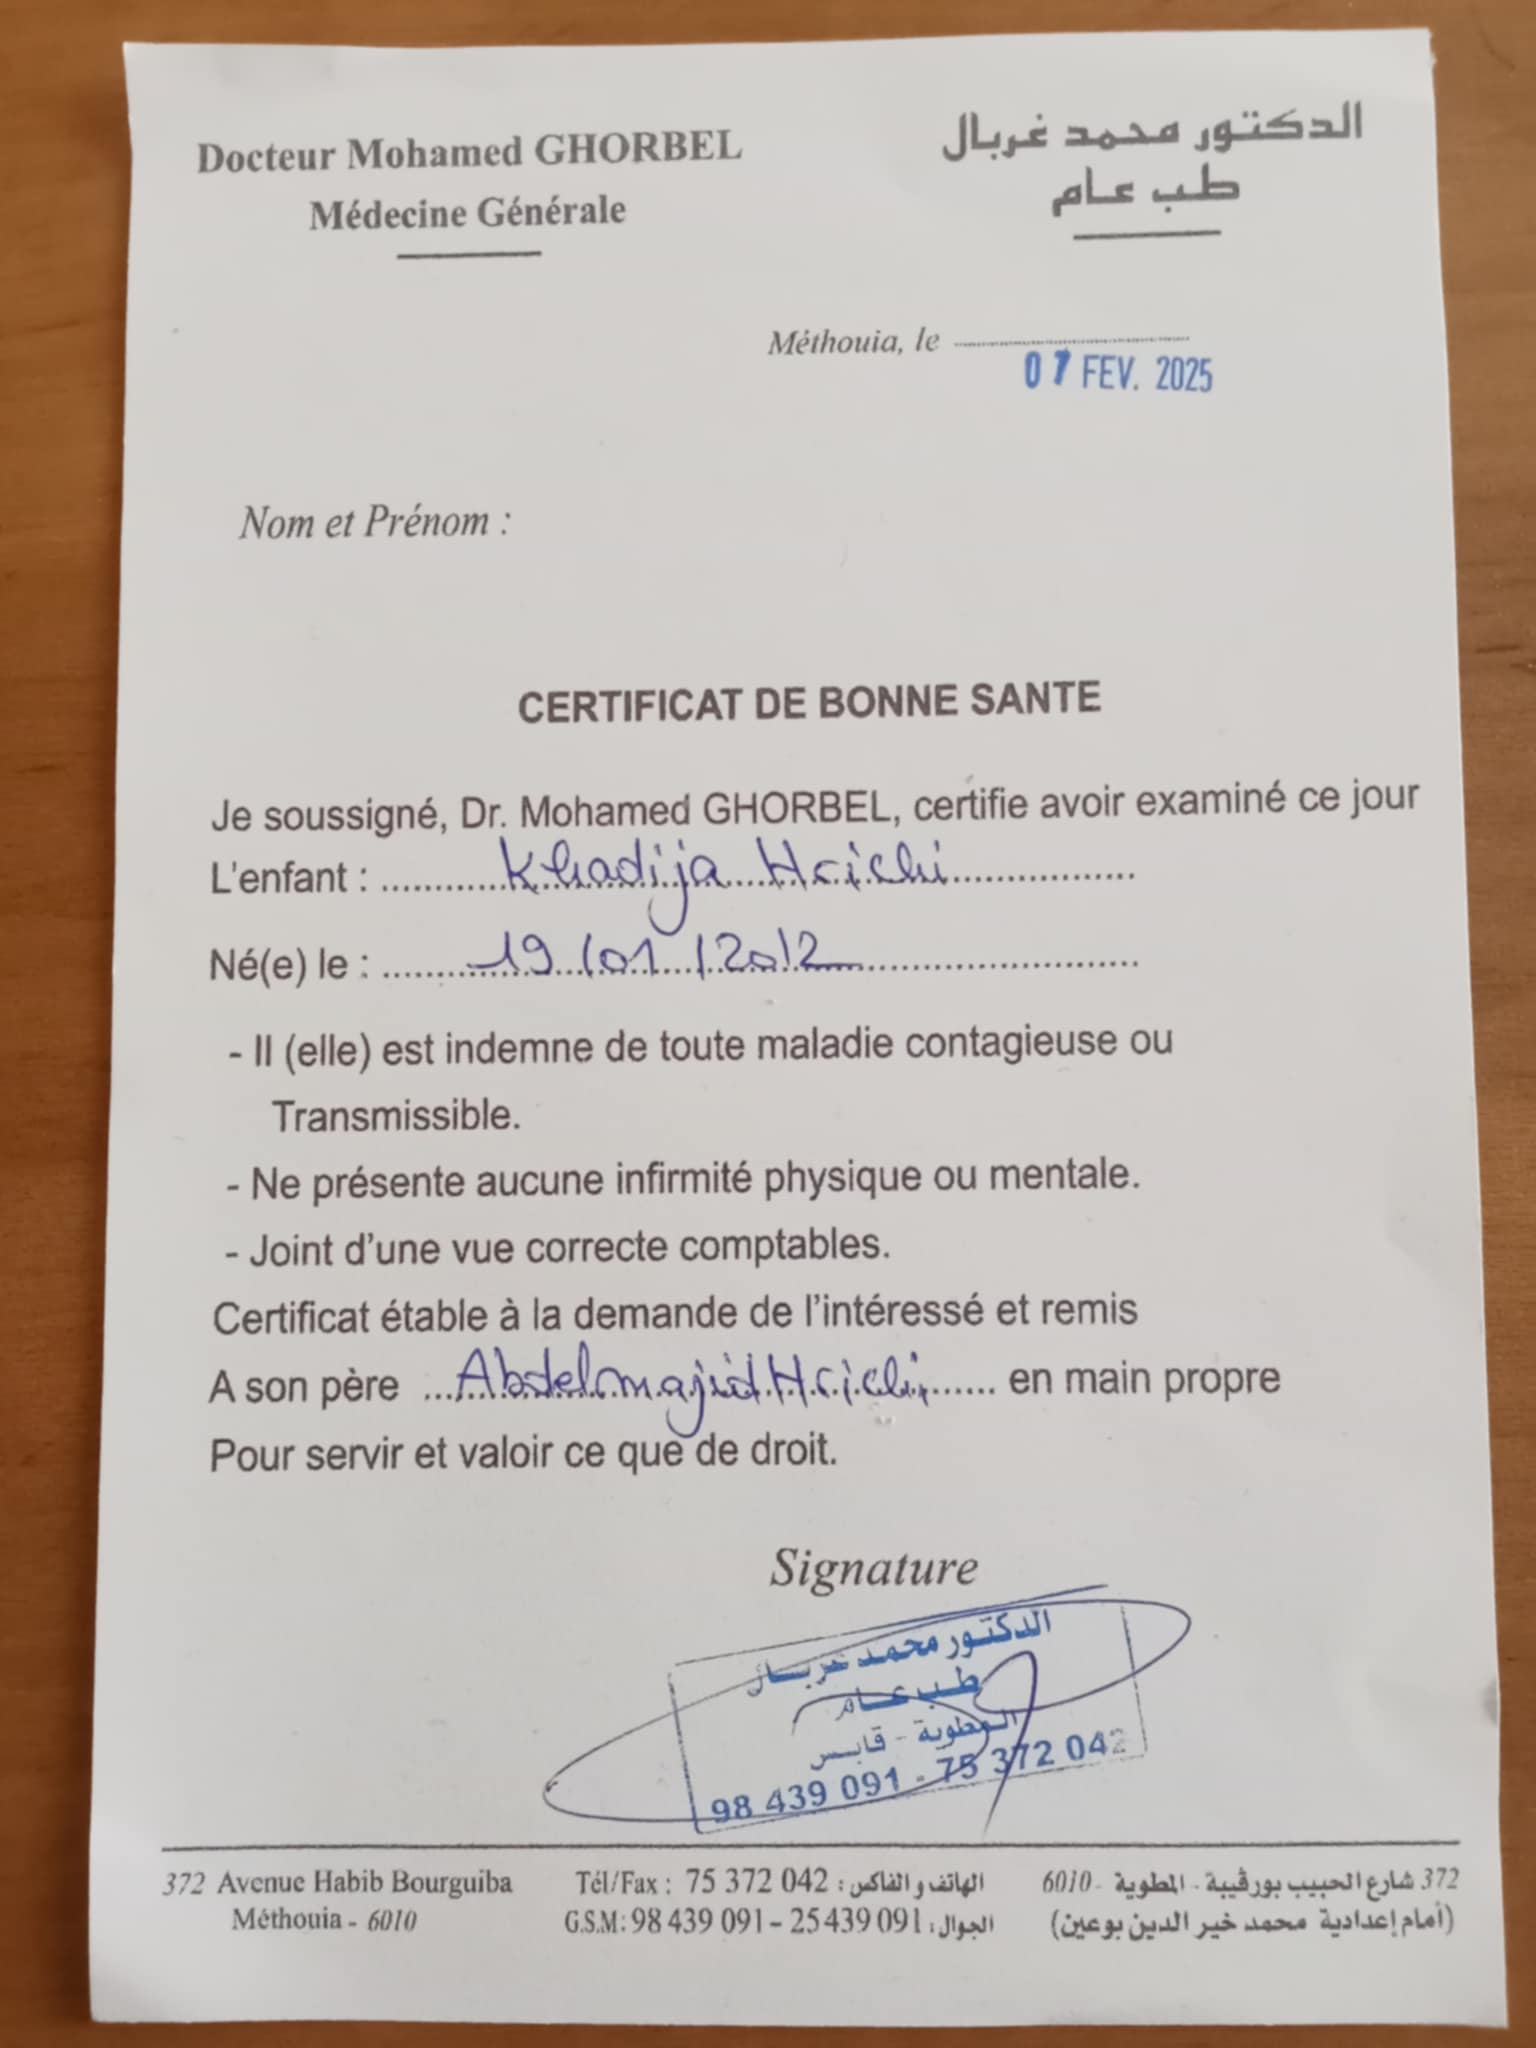 Docteur Mohamed GHORBEL
Médecine Générale
الدكتور محمد غربال
طب عام
Méthouia, le
07 FEV. 2025
Nom et Prénom :
CERTIFICAT DE BONNE SANTE
Je soussigné, Dr. Mohamed GHORBEL, certifie avoir examiné ce jour
L'enfant : Khadija Hrichi
Né(e) le : 19/01/2012
- Il (elle) est indemne de toute maladie contagieuse ou
Transmissible.
- Ne présente aucune infirmité physique ou mentale.
- Joint d'une vue correcte comptables.
Certificat étable à la demande de l'intéressé et remis
A son père Abdelmajid Hrichi en main propre
Pour servir et valoir ce que de droit.
Signature
الدكتور محمد غربال
طب عام
المطوية - قابس
98 439 091 - 75 372 042
372 Avenue Habib Bourguiba
Méthouia - 6010
Tél/Fax : 75 372 042 : الهاتف و الفاكس
G.S.M: 98 439 091 - 25 439 091 : الجوال
372 شارع الحبيب بورقيبة - المطوية - 6010
(أمام إعدادية محمد خير الدين بوعين)